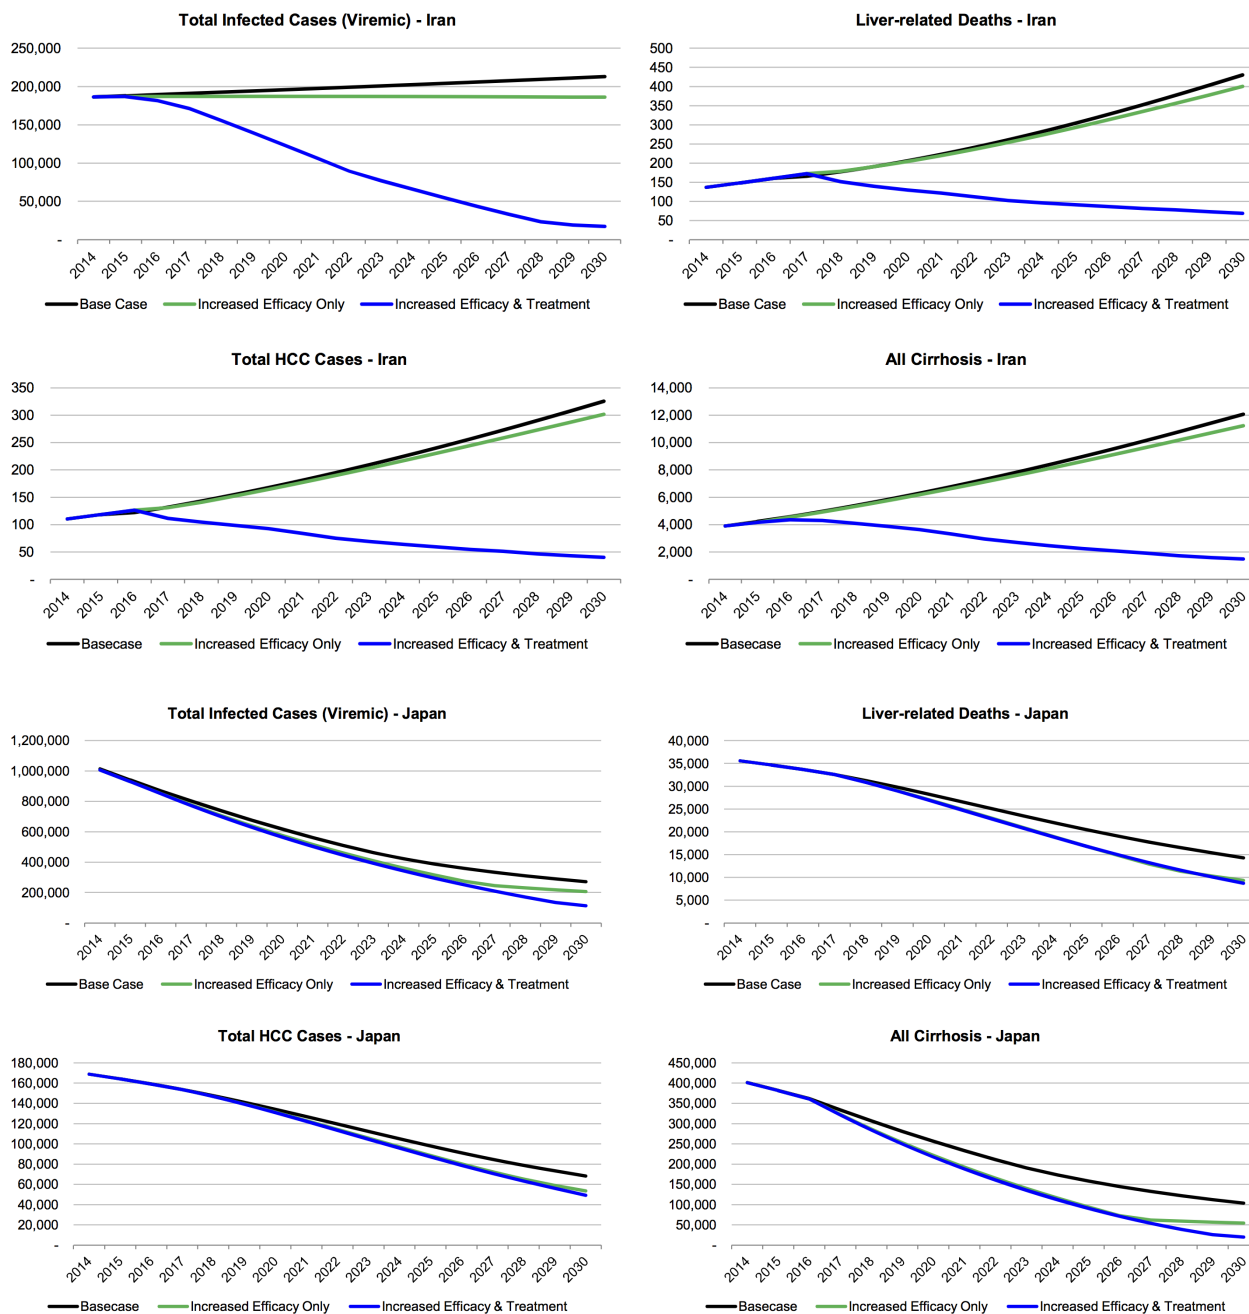 Total Infected Cases (Viremic) - Iran
250,000
200,000
150,000
100,000
50,000
-
2014 2015 2016 2017 2018 2019 2020 2021 2022 2023 2024 2025 2026 2027 2028 2029 2030
Base Case Increased Efficacy Only Increased Efficacy & Treatment
Liver-related Deaths - Iran
500
450
400
350
300
250
200
150
100
50
-
2014 2015 2016 2017 2018 2019 2020 2021 2022 2023 2024 2025 2026 2027 2028 2029 2030
Base Case Increased Efficacy Only Increased Efficacy & Treatment
Total HCC Cases - Iran
350
300
250
200
150
100
50
-
2014 2015 2016 2017 2018 2019 2020 2021 2022 2023 2024 2025 2026 2027 2028 2029 2030
Basecase Increased Efficacy Only Increased Efficacy & Treatment
All Cirrhosis - Iran
14,000
12,000
10,000
8,000
6,000
4,000
2,000
-
2014 2015 2016 2017 2018 2019 2020 2021 2022 2023 2024 2025 2026 2027 2028 2029 2030
Basecase Increased Efficacy Only Increased Efficacy & Treatment
Total Infected Cases (Viremic) - Japan
1,200,000
1,000,000
800,000
600,000
400,000
200,000
-
2014 2015 2016 2017 2018 2019 2020 2021 2022 2023 2024 2025 2026 2027 2028 2029 2030
Base Case Increased Efficacy Only Increased Efficacy & Treatment
Liver-related Deaths - Japan
40,000
35,000
30,000
25,000
20,000
15,000
10,000
5,000
-
2014 2015 2016 2017 2018 2019 2020 2021 2022 2023 2024 2025 2026 2027 2028 2029 2030
Base Case Increased Efficacy Only Increased Efficacy & Treatment
Total HCC Cases - Japan
180,000
160,000
140,000
120,000
100,000
80,000
60,000
40,000
20,000
-
2014 2015 2016 2017 2018 2019 2020 2021 2022 2023 2024 2025 2026 2027 2028 2029 2030
Basecase Increased Efficacy Only Increased Efficacy & Treatment
All Cirrhosis - Japan
450,000
400,000
350,000
300,000
250,000
200,000
150,000
100,000
50,000
-
2014 2015 2016 2017 2018 2019 2020 2021 2022 2023 2024 2025 2026 2027 2028 2029 2030
Basecase Increased Efficacy Only Increased Efficacy & Treatment